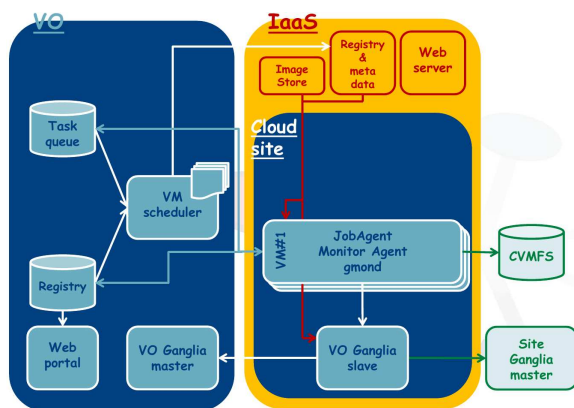 VO
IaaS
Image
Store
Registry
&
meta
data
Web
server
Task
queue
Cloud
site
VM
scheduler
VM#1
JobAgent
Monitor Agent
gmond
CVMFS
Registry
Web
portal
VO Ganglia
master
VO Ganglia
slave
Site
Ganglia
master